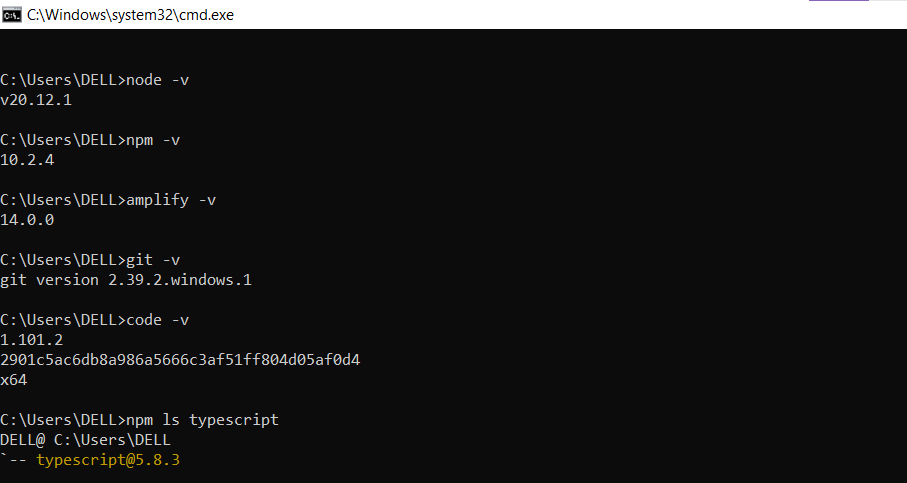 C:\Windows\system32\cmd.exe
C:\Users\DELL>node -v
v20.12.1
C:\Users\DELL>npm -v
10.2.4
C:\Users\DELL>amplify -v
14.0.0
C:\Users\DELL>git -v
git version 2.39.2.windows.1
C:\Users\DELL>code -v
1.101.2
2901c5ac6db8a986a5666c3af51ff804d05af0d4
x64
C:\Users\DELL>npm ls typescript
DELL@ C:\Users\DELL
`-- typescript@5.8.3